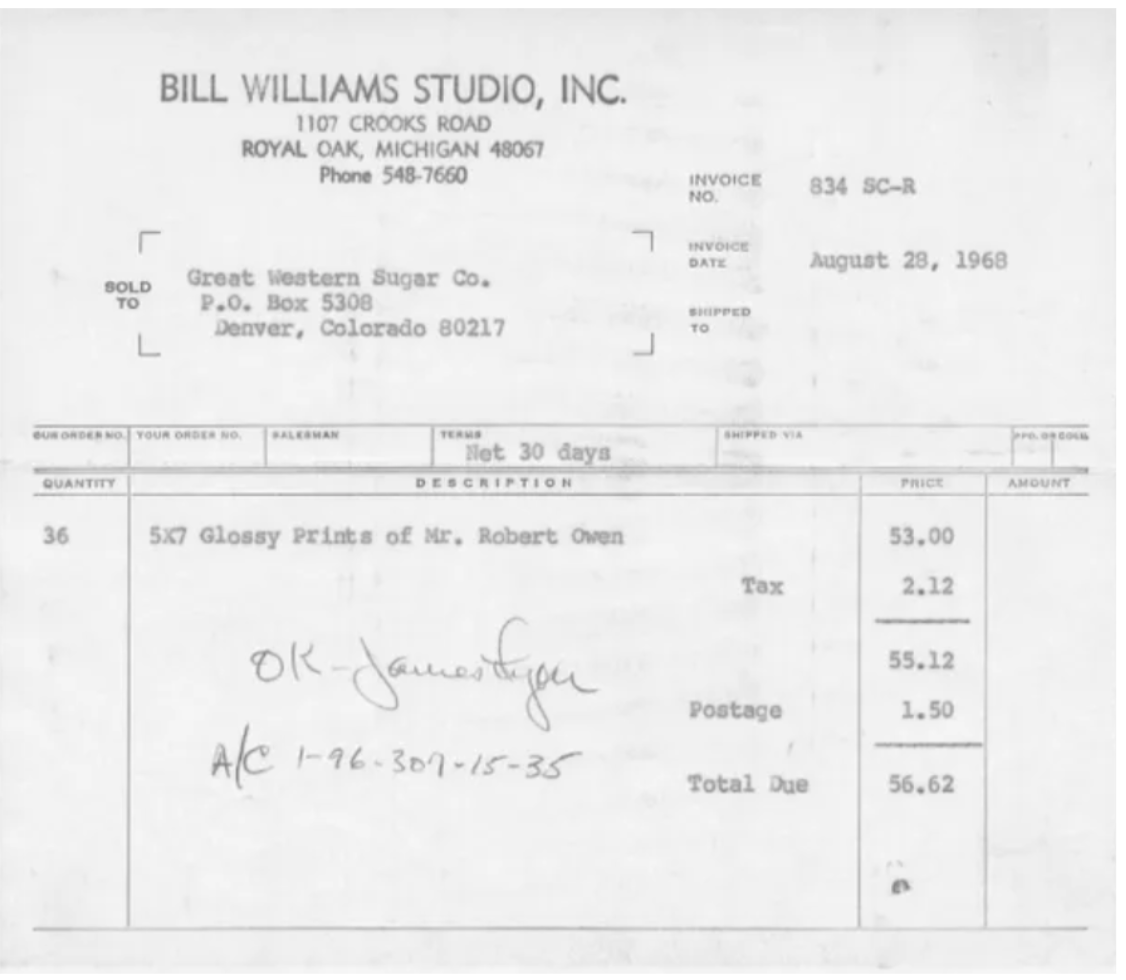 BILL WILLIAMS STUDIO, INC.
1107 CROOKS ROAD
ROYAL OAK, MICHIGAN 48067
Phone 548-7660
INVOICE NO. 834 SC-R
INVOICE DATE August 28, 1968
SHIPPED TO
SOLD TO
Great Western Sugar Co.
P.O. Box 5308
Denver, Colorado 80217
OUR ORDER NO. YOUR ORDER NO. SALESMAN TERMS SHIPPED VIA PPD. OR COLL
Net 30 days
QUANTITY DESCRIPTION PRICE AMOUNT
36 5X7 Glossy Prints of Mr. Robert Owen 53.00
Tax 2.12
55.12
OK - James
Postage 1.50
A/C 1-96-307-15-35
Total Due 56.62